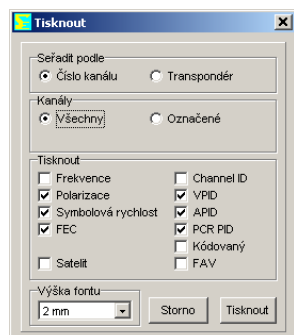 Tisknout
Seřadit podle
Číslo kanálu Transpondér
Kanály
Všechny Označené
Tisknout
Frekvence Channel ID
Polarizace VPID
Symbolová rychlost APID
FEC PCR PID
Kódovaný
Satelit FAV
Výška fontu
2 mm Storno Tisknout